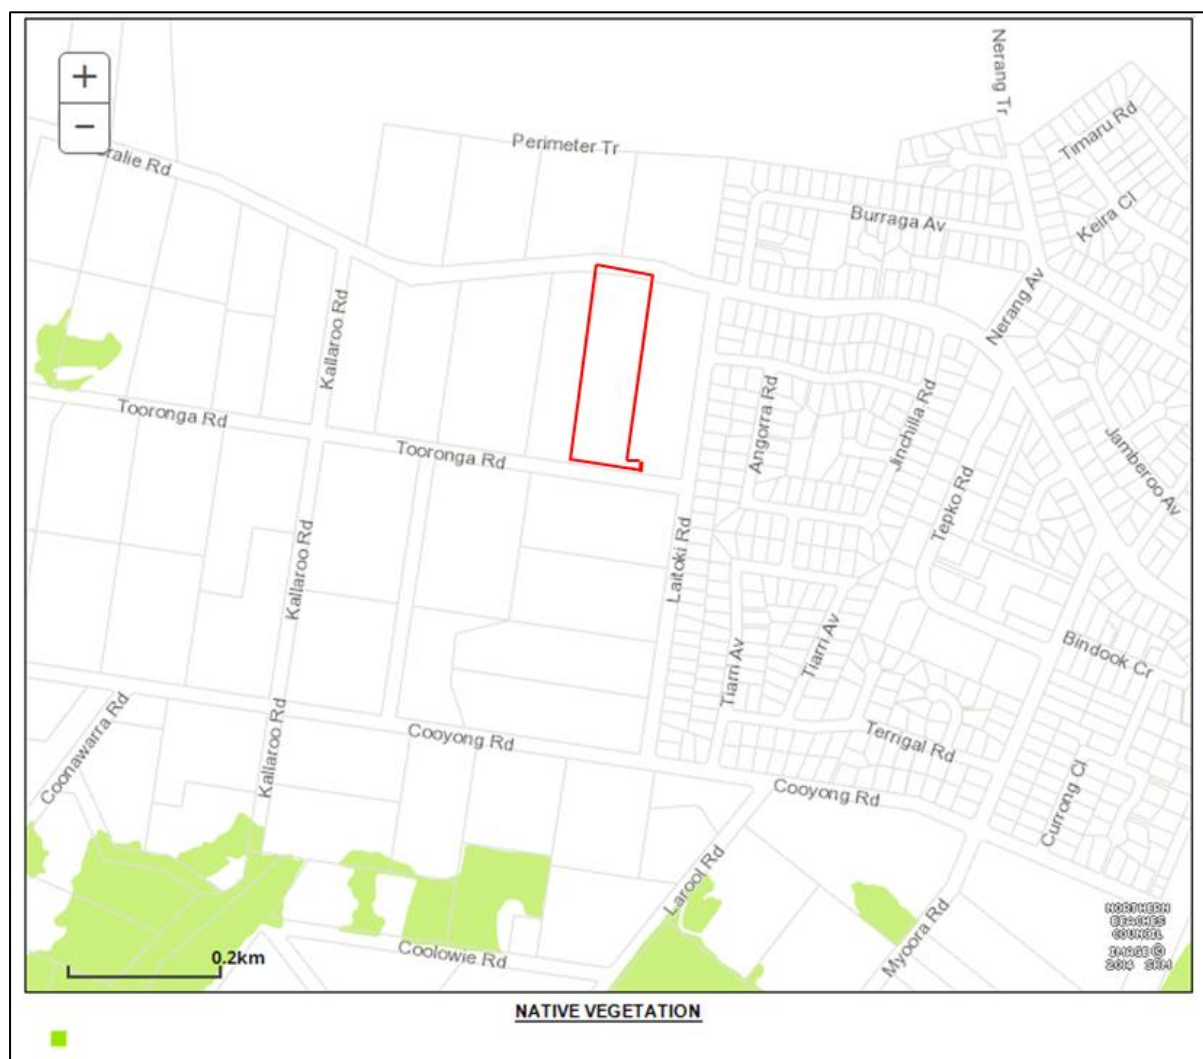 +
−
Nerang Tr
Timaru Rd
Perimeter Tr
ralie Rd
Keira Cl
Burraga Av
Nerang Av
Kallaroo Rd
Tooronga Rd
Angorra Rd
Jinchilla Rd
Jamberoo Av
Tooronga Rd
Tepko Rd
Kallaroo Rd
Laitoki Rd
Tiarri Av
Tiarri Av
Bindook Cr
Coonawarra Rd
Kallaroo Rd
Cooyong Rd
Terrigal Rd
Cooyong Rd
Currong Cl
Larool Rd
Myoora Rd
NORTHERN
BEACHES
COUNCIL
IMAGE ©
2014 SKM
Coolowie Rd
0.2km
NATIVE VEGETATION